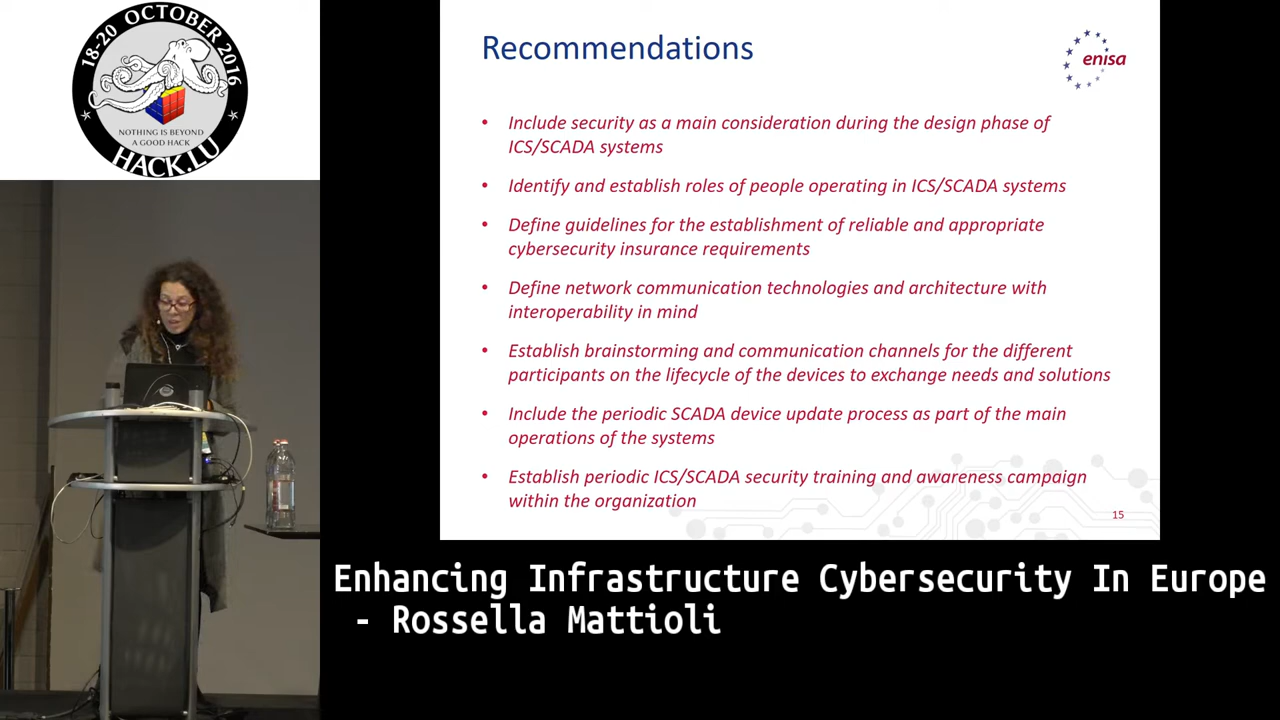 18-20 OCTOBER 2016
NOTHING IS BEYOND
A GOOD HACK
HACK.LU
Recommendations
enisa
• Include security as a main consideration during the design phase of
ICS/SCADA systems
• Identify and establish roles of people operating in ICS/SCADA systems
• Define guidelines for the establishment of reliable and appropriate
cybersecurity insurance requirements
• Define network communication technologies and architecture with
interoperability in mind
• Establish brainstorming and communication channels for the different
participants on the lifecycle of the devices to exchange needs and solutions
• Include the periodic SCADA device update process as part of the main
operations of the systems
• Establish periodic ICS/SCADA security training and awareness campaign
within the organization
15
Enhancing Infrastructure Cybersecurity In Europe
- Rossella Mattioli